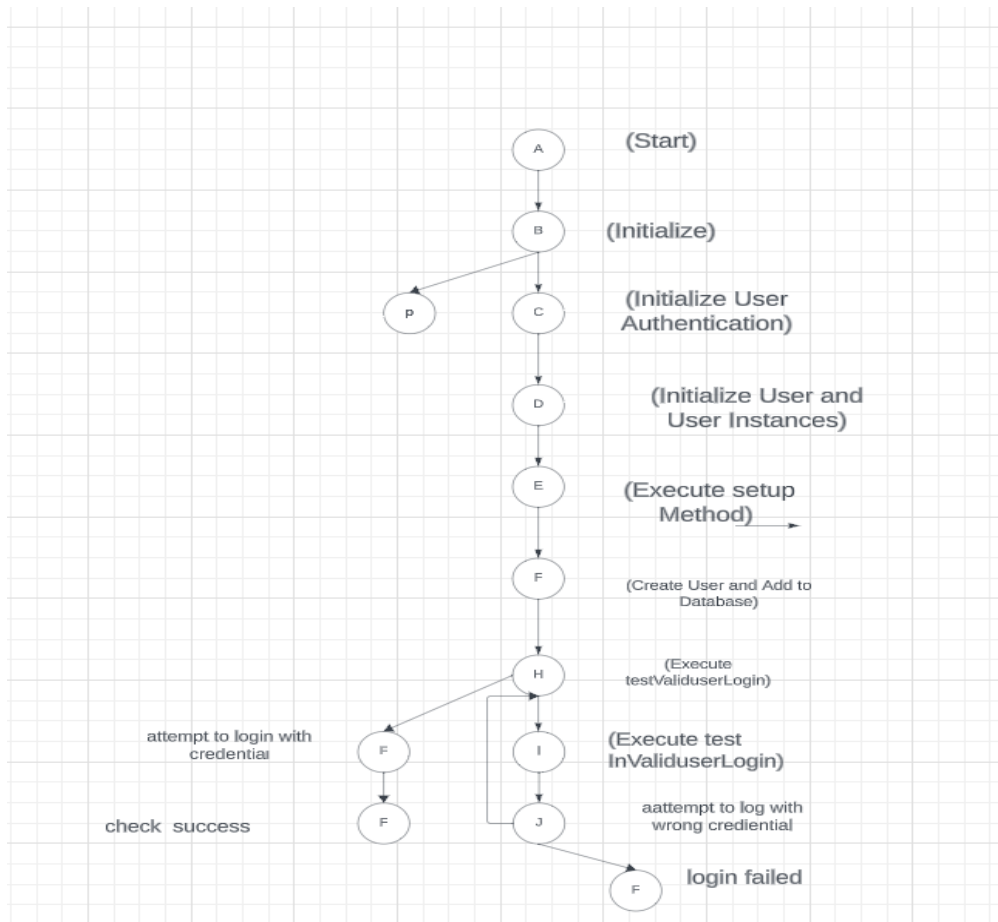 A
(Start)
B
(Initialize)
p
C
(Initialize User
Authentication)
D
(Initialize User and
User Instances)
E
(Execute setup
Method)
F
(Create User and Add to
Database)
H
(Execute
testValiduserLogin)
attempt to login with
credential
F
I
(Execute test
InValiduserLogin)
check success
F
J
aattempt to log with
wrong crediential
F
login failed